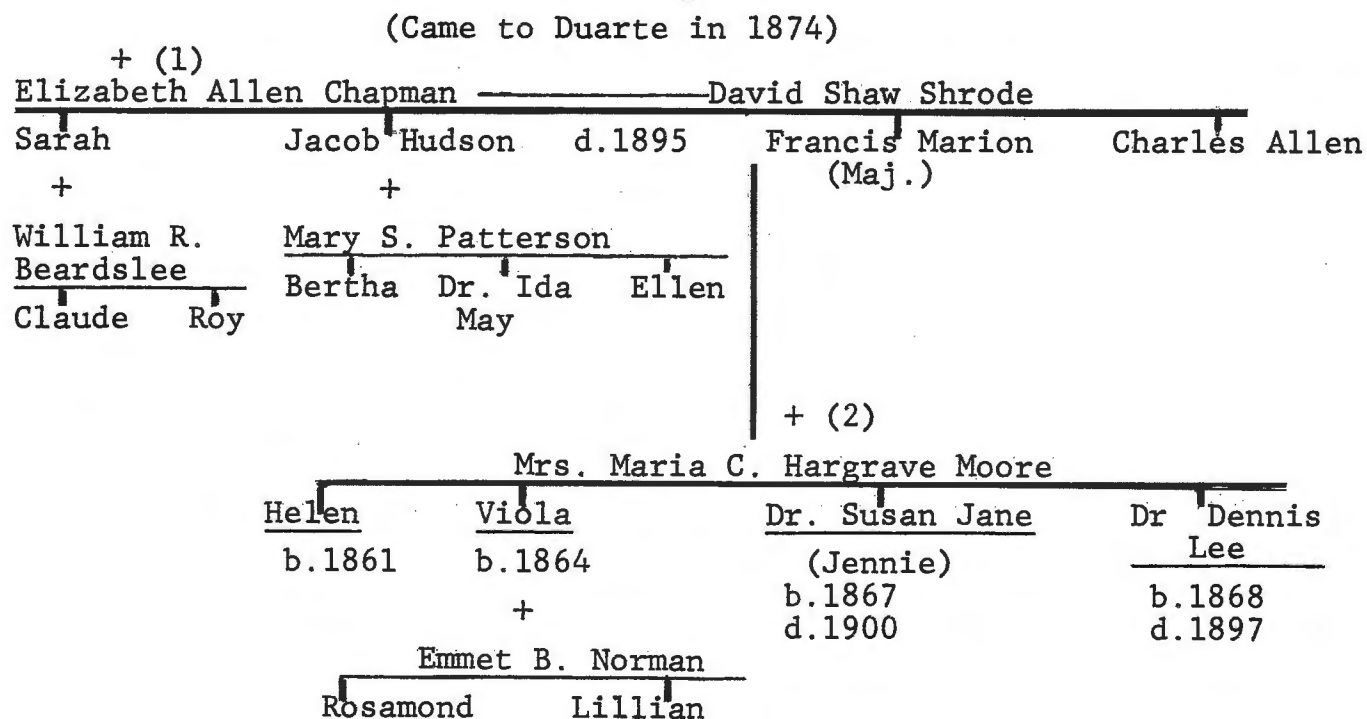 (Came to Duarte in 1874)
+ (1)
Elizabeth Allen Chapman ——— David Shaw Shrode
Sarah Jacob Hudson d.1895 Francis Marion Charles Allen
(Maj.)
+ +
William R. Mary S. Patterson
Beardslee
Bertha Dr. Ida Ellen
Claude Roy May
+ (2)
Mrs. Maria C. Hargrave Moore
Helen Viola Dr. Susan Jane Dr Dennis
Lee
b.1861 b.1864 (Jennie)
b.1867 b.1868
+ d.1900 d.1897
Emmet B. Norman
Rosamond Lillian